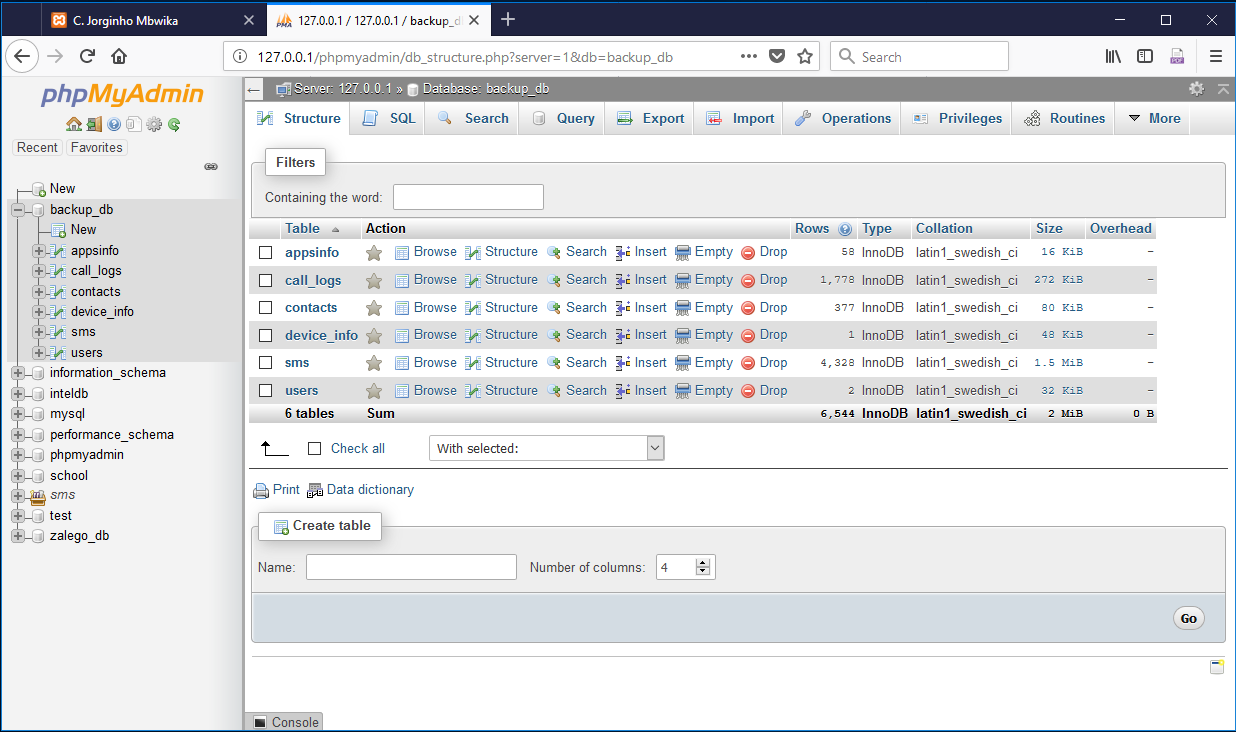 C. Jorginho Mbwika
127.0.0.1 / 127.0.0.1 / backup_d
127.0.0.1/phpmyadmin/db_structure.php?server=1&db=backup_db
Search
phpMyAdmin
Recent Favorites
New
backup_db
New
appsinfo
call_logs
contacts
device_info
sms
users
information_schema
inteldb
mysql
performance_schema
phpmyadmin
school
sms
test
zalego_db
Server: 127.0.0.1 » Database: backup_db
Structure SQL Search Query Export Import Operations Privileges Routines More
Filters
Containing the word:
Table Action Rows Type Collation Size Overhead
appsinfo Browse Structure Search Insert Empty Drop 58 InnoDB latin1_swedish_ci 16 KiB -
call_logs Browse Structure Search Insert Empty Drop 1,778 InnoDB latin1_swedish_ci 272 KiB -
contacts Browse Structure Search Insert Empty Drop 377 InnoDB latin1_swedish_ci 80 KiB -
device_info Browse Structure Search Insert Empty Drop 1 InnoDB latin1_swedish_ci 48 KiB -
sms Browse Structure Search Insert Empty Drop 4,328 InnoDB latin1_swedish_ci 1.5 MiB -
users Browse Structure Search Insert Empty Drop 2 InnoDB latin1_swedish_ci 32 KiB -
6 tables Sum 6,544 InnoDB latin1_swedish_ci 2 MiB 0 B
Check all With selected:
Print Data dictionary
Create table
Name: Number of columns: 4
Go
Console